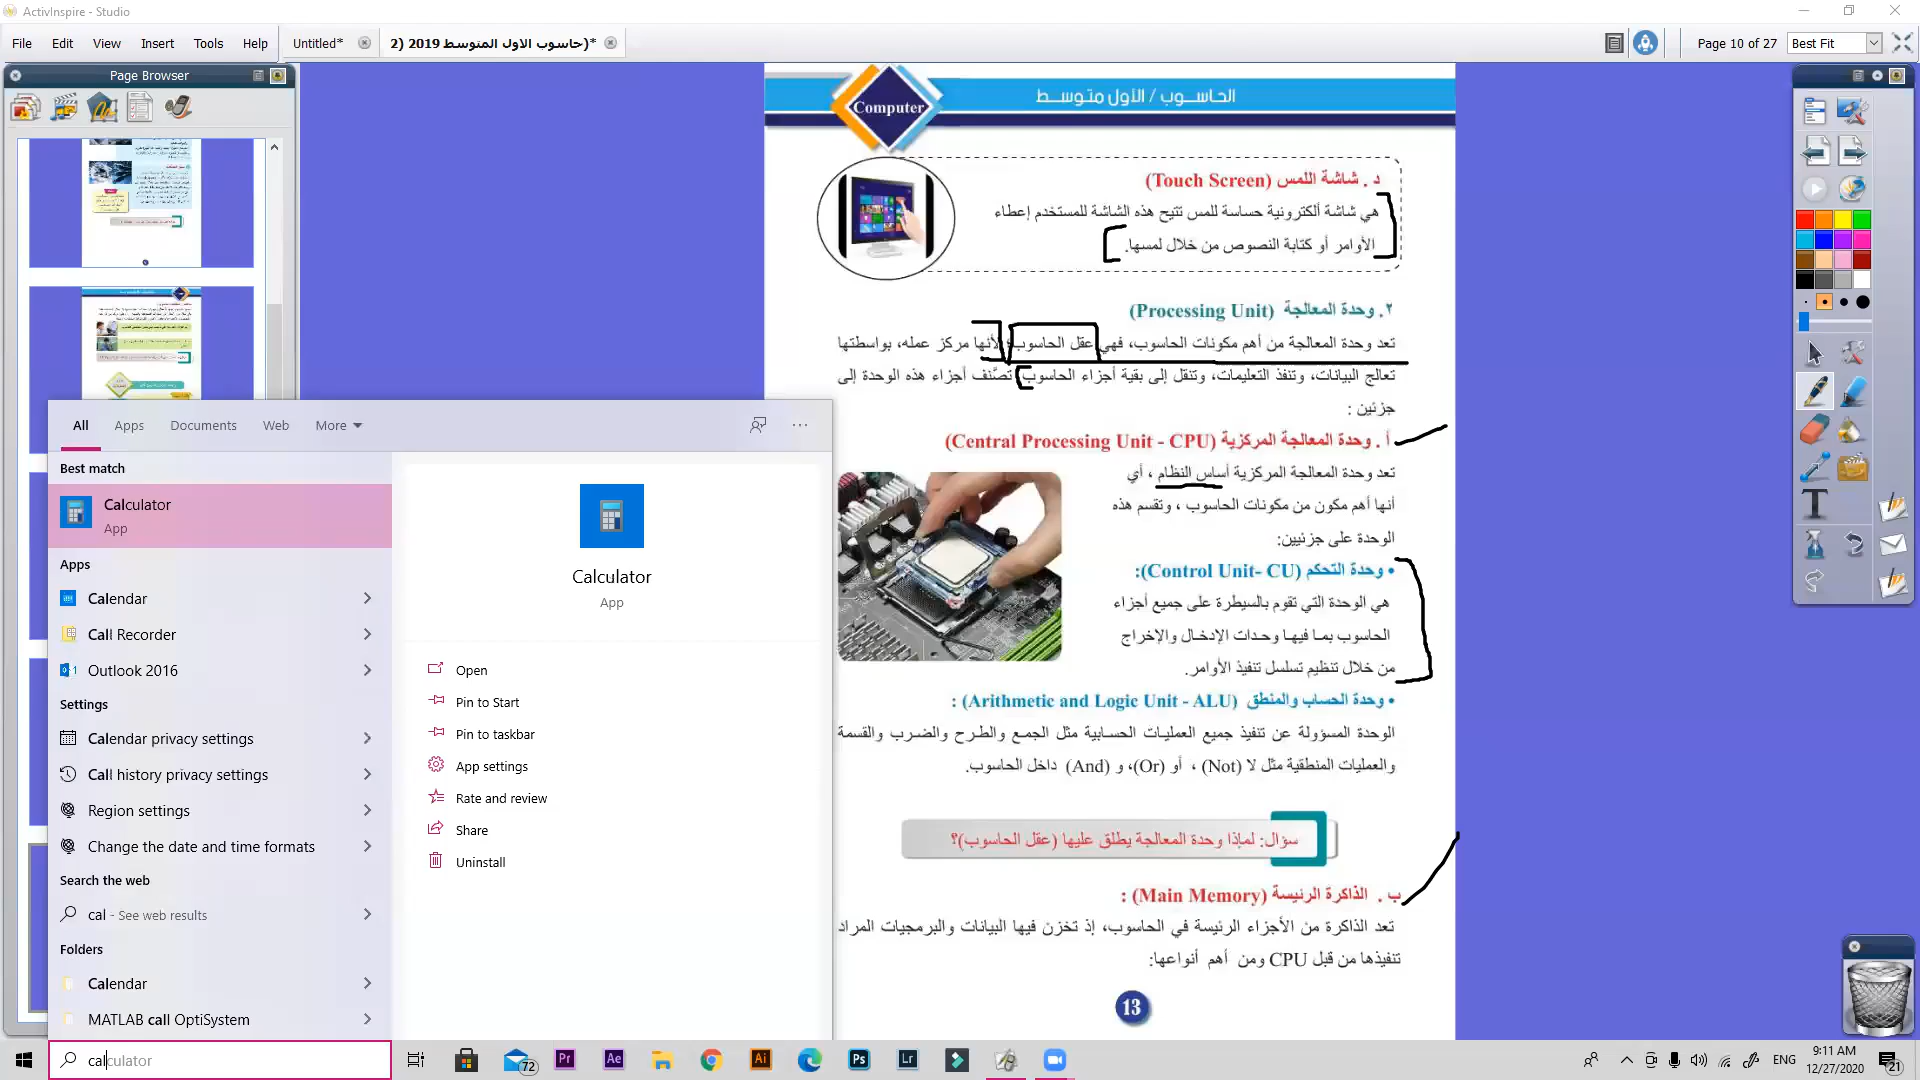 ActivInspire - Studio
File Edit View Insert Tools Help
Untitled*
2) حاسوب الاول المتوسط 2019)*
Page 10 of 27
Best Fit
Page Browser
Computer
الحاسوب / الأول متوسط
د . شاشة اللمس (Touch Screen)
هي شاشة ألكترونية حساسة للمس تتيح هذه الشاشة للمستخدم إعطاء
الأوامر أو كتابة النصوص من خلال لمسها.
٢. وحدة المعالجة (Processing Unit)
تعد وحدة المعالجة من أهم مكونات الحاسوب، فهي عقل الحاسوب؛ لأنها مركز عمله، بواسطتها
تعالج البيانات، وتنفذ التعليمات، وتنقل إلى بقية أجزاء الحاسوب تصنَّف أجزاء هذه الوحدة إلى
جزئين :
أ . وحدة المعالجة المركزية (Central Processing Unit - CPU)
تعد وحدة المعالجة المركزية أساس النظام ، أي
أنها أهم مكون من مكونات الحاسوب ، وتقسم هذه
الوحدة على جزئيين:
• وحدة التحكم (Control Unit- CU):
هي الوحدة التي تقوم بالسيطرة على جميع أجزاء
الحاسوب بما فيها وحدات الإدخال والإخراج
من خلال تنظيم تسلسل تنفيذ الأوامر.
• وحدة الحساب والمنطق (Arithmetic and Logic Unit - ALU) :
الوحدة المسؤولة عن تنفيذ جميع العمليات الحسابية مثل الجمع والطرح والضرب والقسمة
والعمليات المنطقية مثل لا (Not) ، أو (Or)، و (And) داخل الحاسوب.
سؤال: لماذا وحدة المعالجة يطلق عليها (عقل الحاسوب)؟
ب . الذاكرة الرئيسة (Main Memory) :
تعد الذاكرة من الأجزاء الرئيسة في الحاسوب، إذ تخزن فيها البيانات والبرمجيات المراد
تنفيذها من قبل CPU ومن أهم أنواعها:
13
All Apps Documents Web More
Best match
Calculator
App
Apps
Calendar
Call Recorder
Outlook 2016
Settings
Calendar privacy settings
Call history privacy settings
Region settings
Change the date and time formats
Search the web
cal - See web results
Folders
Calendar
MATLAB call OptiSystem
Calculator
App
Open
Pin to Start
Pin to taskbar
App settings
Rate and review
Share
Uninstall
calculator
72
Pr
Ae
Ai
Ps
Lr
ENG
9:11 AM
12/27/2020
21